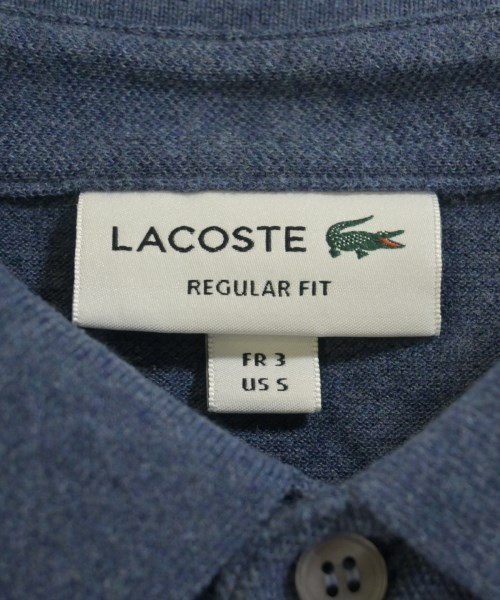 LACOSTE
REGULAR FIT
FR 3
US S